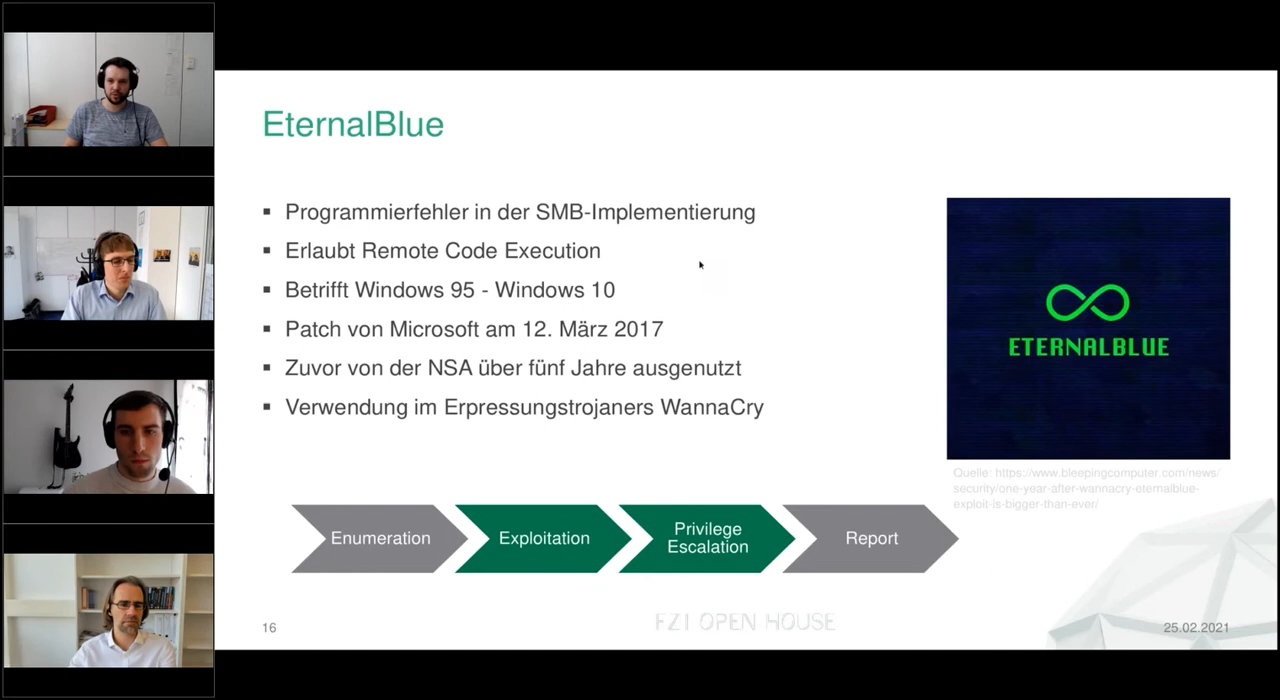 EternalBlue
▪ Programmierfehler in der SMB-Implementierung
▪ Erlaubt Remote Code Execution
▪ Betrifft Windows 95 - Windows 10
▪ Patch von Microsoft am 12. März 2017
▪ Zuvor von der NSA über fünf Jahre ausgenutzt
▪ Verwendung im Erpressungstrojaners WannaCry
ETERNALBLUE
Quelle: https://www.bleepingcomputer.com/news/
security/one-year-after-wannacry-eternalblue-
exploit-is-bigger-than-ever/
Enumeration
Exploitation
Privilege
Escalation
Report
16
FZI OPEN HOUSE
25.02.2021